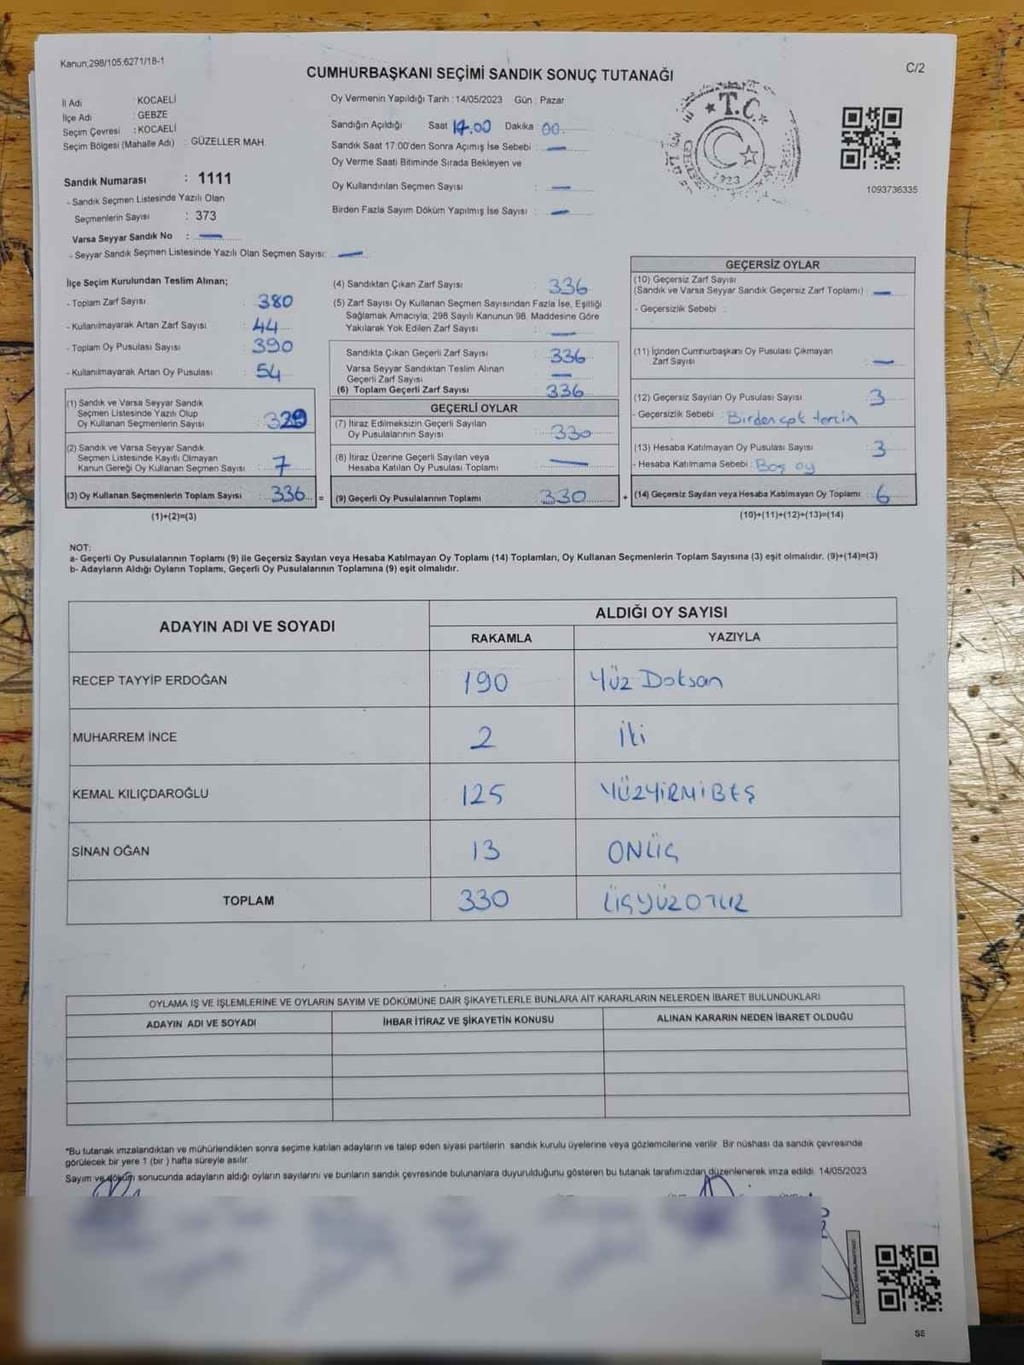 Kanun,298/105;6271/18-1
C/2
CUMHURBAŞKANI SEÇİMİ SANDIK SONUÇ TUTANAĞI
İl Adı KOCAELİ
İlçe Adı GEBZE
Seçim Çevresi : KOCAELİ
Seçim Bölgesi (Mahalle Adı) : GÜZELLER MAH.
Sandık Numarası : 1111
- Sandık Seçmen Listesinde Yazılı Olan
Seçmenlerin Sayısı : 373
Varsa Seyyar Sandık No : —
- Seyyar Sandık Seçmen Listesinde Yazılı Olan Seçmen Sayısı: —
Oy Vermenin Yapıldığı Tarih : 14/05/2023 Gün : Pazar
Sandığın Açıldığı Saat 17.00 Dakika 00
Sandık Saat 17:00'den Sonra Açımış İse Sebebi : —
Oy Verme Saati Bitiminde Sırada Bekleyen ve
Oy Kullandırılan Seçmen Sayısı : —
Birden Fazla Sayım Döküm Yapılmış İse Sayısı : —
T.C.
1923
1093736335
İlçe Seçim Kurulundan Teslim Alınan;
- Toplam Zarf Sayısı 380
- Kullanılmayarak Artan Zarf Sayısı 44
- Toplam Oy Pusulası Sayısı 390
- Kullanılmayarak Artan Oy Pusulası 54
(1) Sandık ve Varsa Seyyar Sandık
Seçmen Listesinde Yazılı Olup
Oy Kullanan Seçmenlerin Sayısı 329
(2) Sandık ve Varsa Seyyar Sandık
Seçmen Listesinde Kayıtlı Olmayan
Kanun Gereği Oy Kullanan Seçmen Sayısı 7
(3) Oy Kullanan Seçmenlerin Toplam Sayısı 336 =
(1)+(2)=(3)
(4) Sandıktan Çıkan Zarf Sayısı 336
(5) Zarf Sayısı Oy Kullanan Seçmen Sayısından Fazla İse, Eşitliği
Sağlamak Amacıyla; 298 Sayılı Kanunun 98. Maddesine Göre
Yakılarak Yok Edilen Zarf Sayısı —
Sandıkta Çıkan Geçerli Zarf Sayısı 336
Varsa Seyyar Sandıktan Teslim Alınan
Geçerli Zarf Sayısı —
(6) Toplam Geçerli Zarf Sayısı 336
GEÇERLİ OYLAR
(7) İtiraz Edilmeksizin Geçerli Sayılan
Oy Pusulalarının Sayısı 330
(8) İtiraz Üzerine Geçerli Sayılan veya
Hesaba Katılan Oy Pusulası Toplamı —
(9) Geçerli Oy Pusulalarının Toplamı 330 +
GEÇERSİZ OYLAR
(10) Geçersiz Zarf Sayısı
(Sandık ve Varsa Seyyar Sandık Geçersiz Zarf Toplamı) : —
- Geçersizlik Sebebi :
(11) İçinden Cumhurbaşkanı Oy Pusulası Çıkmayan
Zarf Sayısı —
(12) Geçersiz Sayılan Oy Pusulası Sayısı 3
- Geçersizlik Sebebi : Birden çok tercih
(13) Hesaba Katılmayan Oy Pusulası Sayısı 3
- Hesaba Katılmama Sebebi : Boş oy
(14) Geçersiz Sayılan veya Hesaba Katılmayan Oy Toplamı 6
(10)+(11)+(12)+(13)=(14)
NOT:
a- Geçerli Oy Pusulalarının Toplamı (9) ile Geçersiz Sayılan veya Hesaba Katılmayan Oy Toplamı (14) Toplamları, Oy Kullanan Seçmenlerin Toplam Sayısına (3) eşit olmalıdır. (9)+(14)=(3)
b- Adayların Aldığı Oyların Toplamı, Geçerli Oy Pusulalarının Toplamına (9) eşit olmalıdır.
ADAYIN ADI VE SOYADI ALDIĞI OY SAYISI
RAKAMLA YAZIYLA
RECEP TAYYİP ERDOĞAN 190 Yüz Doksan
MUHARREM İNCE 2 İki
KEMAL KILIÇDAROĞLU 125 YÜZYİRMİBEŞ
SİNAN OĞAN 13 ONÜÇ
TOPLAM 330 ÜÇYÜZOTUZ
OYLAMA İŞ VE İŞLEMLERİNE VE OYLARIN SAYIM VE DÖKÜMÜNE DAİR ŞİKAYETLERLE BUNLARA AİT KARARLARIN NELERDEN İBARET BULUNDUKLARI
ADAYIN ADI VE SOYADI İHBAR İTİRAZ VE ŞİKAYETİN KONUSU ALINAN KARARIN NEDEN İBARET OLDUĞU
*Bu tutanak imzalandıktan ve mühürlendikten sonra seçime katılan adayların ve talep eden siyasi partilerin sandık kurulu üyelerine veya gözlemcilerine verilir. Bir nüshası da sandık çevresinde
görülecek bir yere 1 (bir) hafta süreyle asılır.
Sayım ve döküm sonucunda adayların aldığı oyların sayılarını ve bunların sandık çevresinde bulunanlara duyurulduğunu gösteren bu tutanak tarafımızdan düzenlenerek imza edildi. 14/05/2023
SE